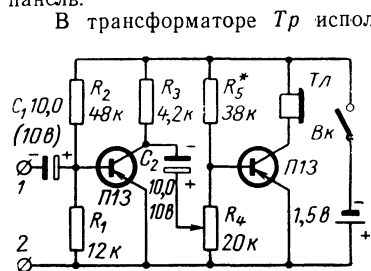 панель.
В трансформаторе Тр испол
R2
48к
R3
4,2к
R5*
38к
Тл
C1 10,0
(10в)
Вк
C2
1
П13
10,0
10в
П13
1,5в
2
R1
12к
R4
20к